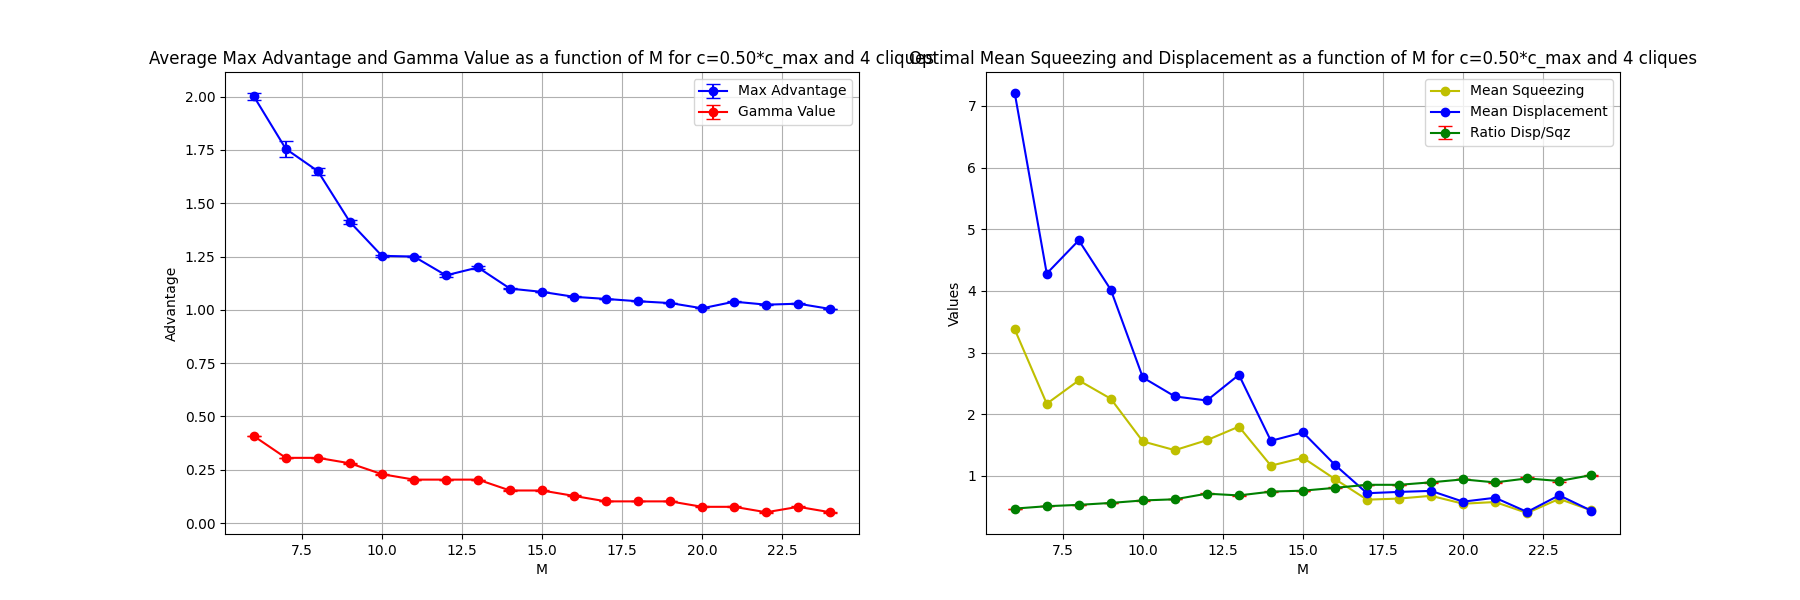 Average Max Advantage and Gamma Value as a function of M for c=0.50*c_max and 4 cliques
Optimal Mean Squeezing and Displacement as a function of M for c=0.50*c_max and 4 cliques
Max Advantage
Gamma Value
2.00
1.75
1.50
1.25
1.00
0.75
0.50
0.25
0.00
Advantage
7.5
10.0
12.5
15.0
17.5
20.0
22.5
M
Mean Squeezing
Mean Displacement
Ratio Disp/Sqz
7
6
5
4
3
2
1
Values
7.5
10.0
12.5
15.0
17.5
20.0
22.5
M